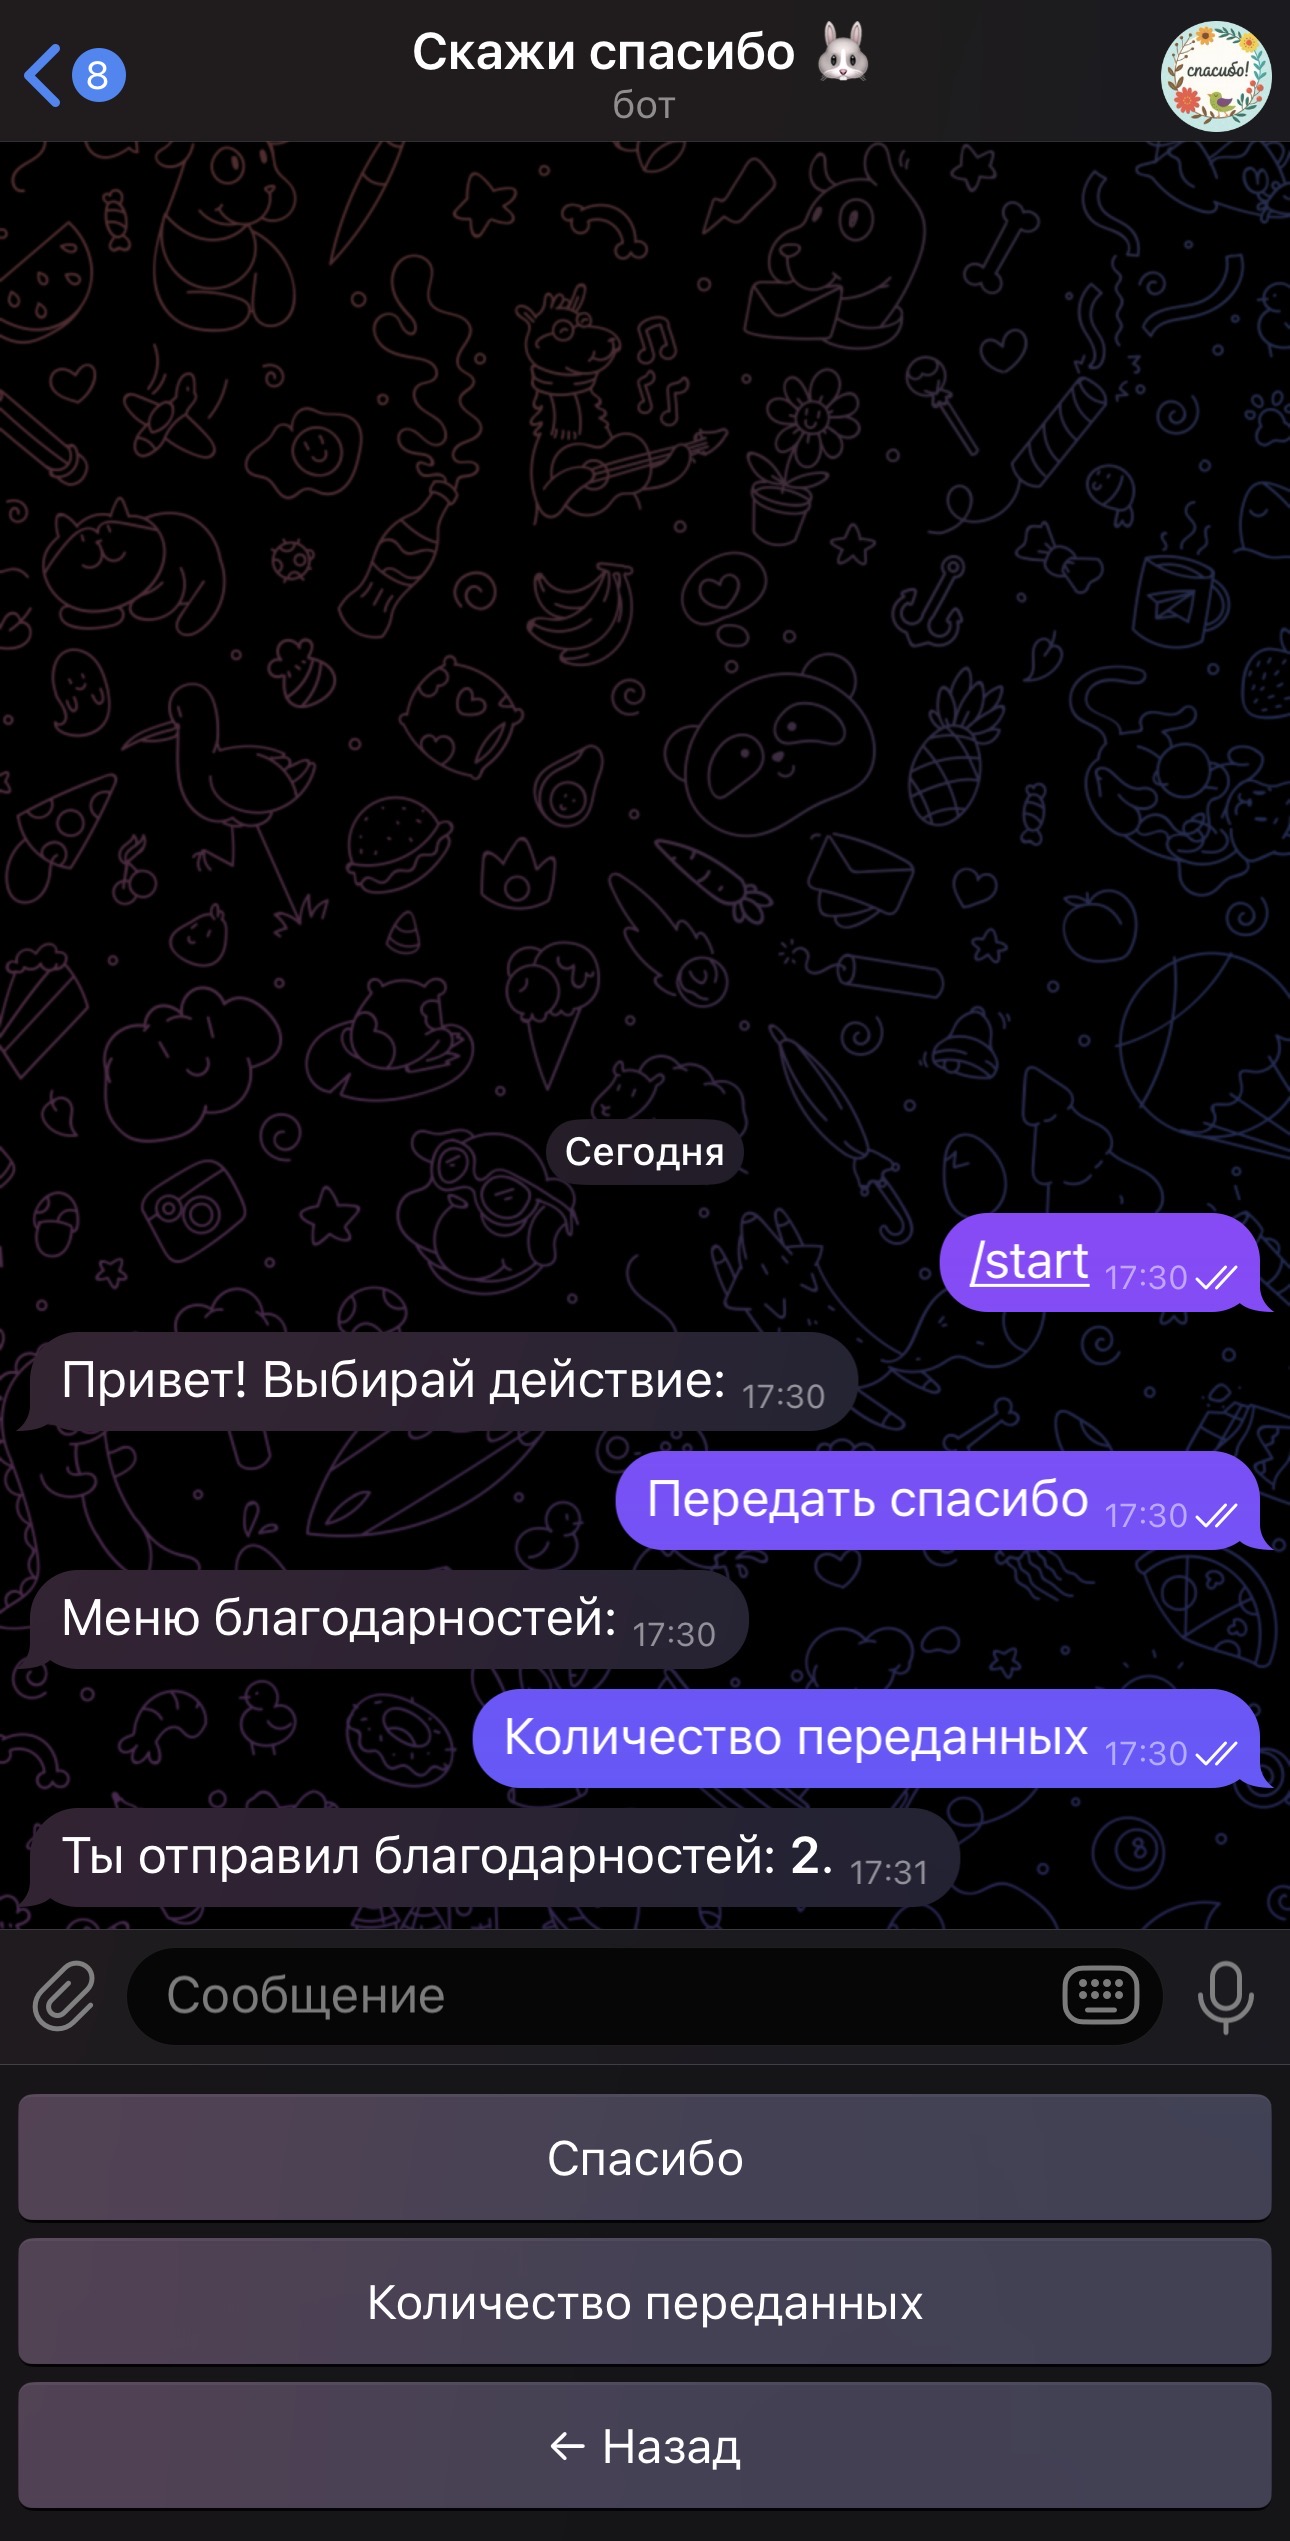 8
Скажи спасибо 🐰
бот
спасибо!
Сегодня
/start 17:30
Привет! Выбирай действие: 17:30
Передать спасибо 17:30
Меню благодарностей: 17:30
Количество переданных 17:30
Ты отправил благодарностей: 2. 17:31
Сообщение
Спасибо
Количество переданных
← Назад